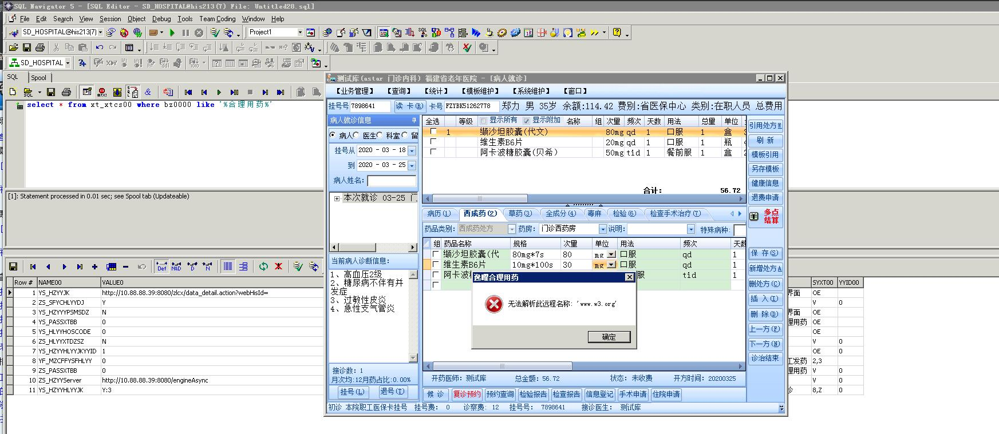 SQL Navigator 5 - [SQL Editor - SD_HOSPITAL@his213(7) File: Untitled28.sql]
File Edit Search View Session Object Debug Tools Team Coding Window Help
SD_HOSPITAL@his213(7) Project1
SD_HOSPITAL
SQL Spool
select * from xt_xtcs00 where bz0000 like '%合理用药%'
[1]: Statement processed in 0.01 sec; see Spool tab (Updateable)
Row # NAME00 VALUE0
1 YS_HZYYJK http://10.88.88.39:8080/zlcx/data_detail.action?webHisId=
2 ZS_SFYCHLYYDJ Y
3 YS_HZYYYPSMSDZ N
4 YS_PASSXTBB 0
5 YS_HLYYHOSCODE 0
6 ZS_HLYYXTDZSZ N
7 YS_HZYYHLYYJKYYID 1
8 YF_MZCFFYSFHLYY 0
9 ZS_PASSXTBB 0
10 ZS_HZYYServer http://10.88.88.39:8080/engineAsync
11 YS_HZYYHLYYJK Y:3
测试库(astar 门诊内科) 福建省老年医院 - [病人就诊]
【业务管理】 【查询】 【统计】 【模板维护】 【系统维护】 【窗口】
挂号号 7898641 读 卡(R) 卡号 FZYBK51262778 郑力 男 35岁 余额:114.42 费别:省医保中心 类别:在职人员 总费用
病人就诊信息
病人 医生 科室 留
挂号从 2020 - 03 - 18
到 2020 - 03 - 25
病人姓名:
本次就诊 03-25 门
当前病人诊断信息:
1、高血压2级
2、糖尿病不伴有并
发症
3、过敏性皮炎
4、急性支气管炎
接诊数: 1
月次均:12月药占比:0.00%
挂号(L) 退号(T)
全选 等级 显示所有 显示附加 名称 组 次量 频次 天数 用法 总量 单位
1 缬沙坦胶囊(代文) 80mg qd 1 口服 1 盒
维生素B6片 20mg qd 1 口服 1 瓶
阿卡波糖胶囊(贝希) 50mg tid 1 餐前服 1 盒
合计: 56.72
病历(1) 西成药(2) 草药(3) 全成分(4) 毒麻 检验(6) 检查手术治疗(7)
药品类别: 西成药处方 药房: 门诊西药房 说明: 特殊病种:
组 药品名称 规格 次量 单位 用法 频次 天数
缬沙坦胶囊(代 80mg*7s 80 mg 口服 qd 1
维生素B6片 10mg*100s 30 mg 口服 qd 1
阿卡波 服 tid 1
逸曜合理用药
无法解析此远程名称: 'www.w3.org'
确定
开药医师: 测试库 总金额: 56.72 状态: 未收费 开方时间: 20200325
候 诊 复诊预约 预约查询 检验报告 检查报告 信息登记 手术申请 住院申请
初诊 本院职工医保卡挂号 挂号费: 0 诊察费: 12 挂号号: 7898641 接诊医生: 测试库
引用处方W
刷 新
模板引用
另存模板
健康信息
退费申请
多点
结算
保 存(S)
新增处方A
删处方(C)
插 入(I)
删 除(D)
上一方(P)
下一方(N)
诊治结束
SYXT00 YYID00
界面 OE
V 0
界面 OE
理用药 OE
OE
V 0
OE 0
工发药 2,3
理用药 V 0
V 0
诊 8,Z 0